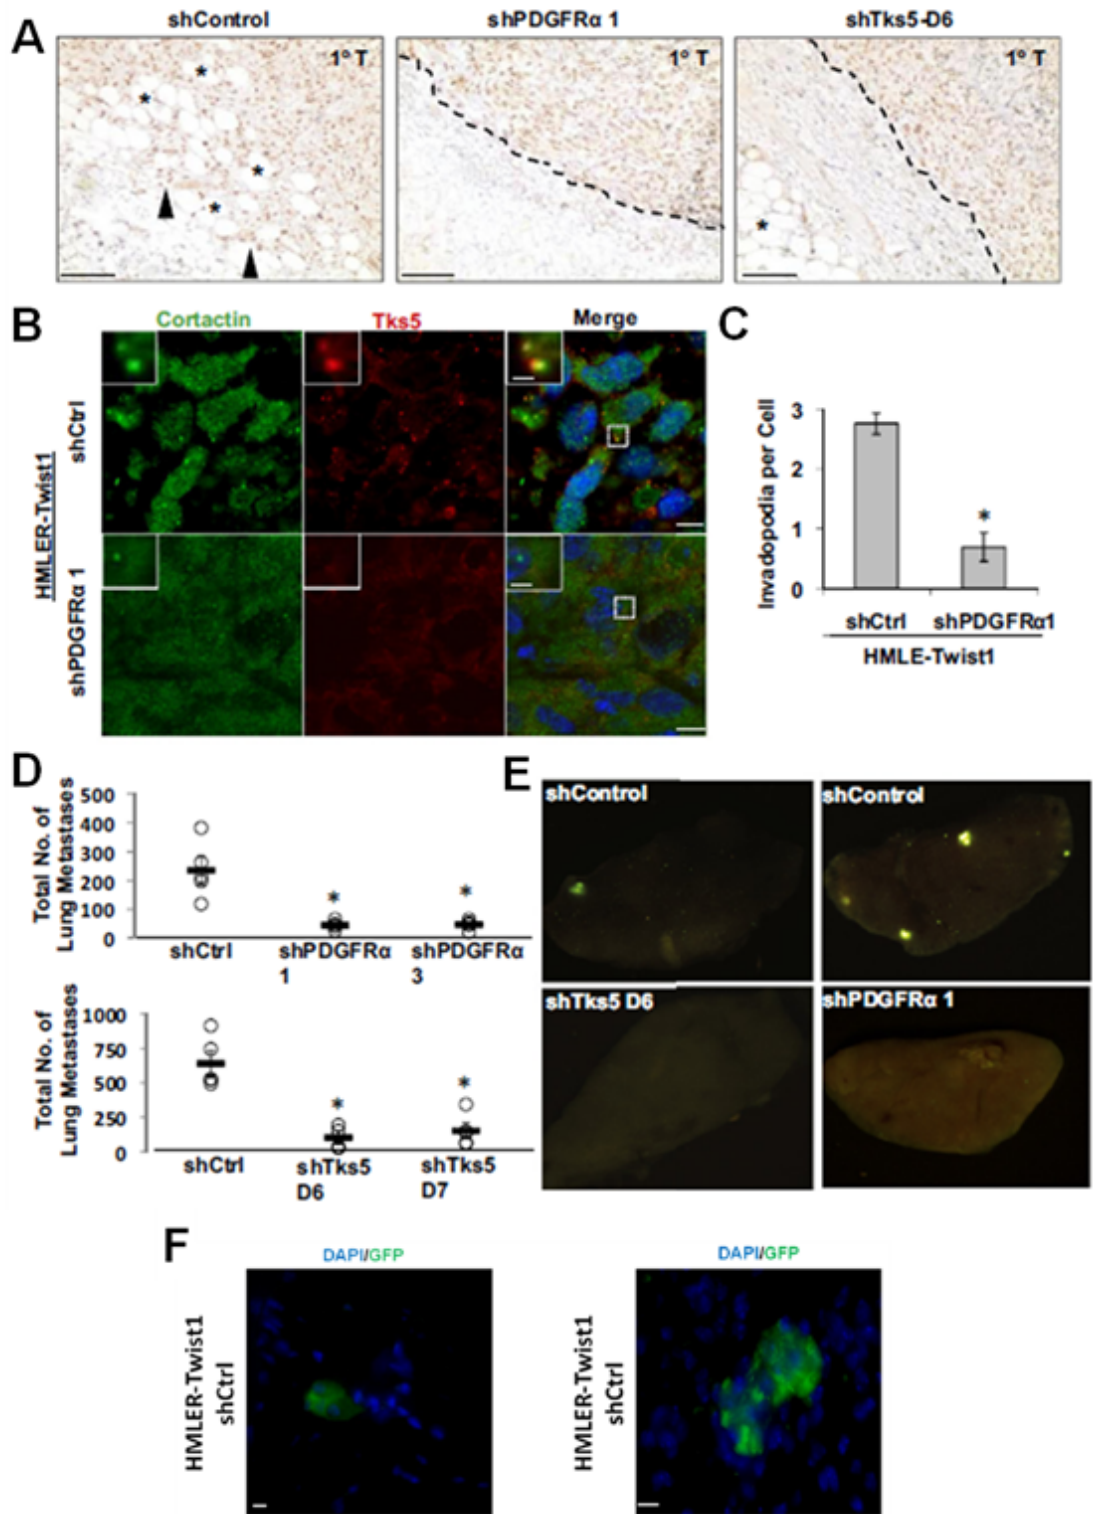 A
shControl
shPDGFRα 1
shTks5-D6
1° T
1° T
1° T
*
*
*
*
*
B
Cortactin
Tks5
Merge
HMLER-Twist1
shCtrl
shPDGFRα 1
C
Invadopodia per Cell
3
2
1
0
*
shCtrl
shPDGFRα1
HMLE-Twist1
D
Total No. of
Lung Metastases
500
400
300
200
100
0
*
*
shCtrl
shPDGFRα
1
shPDGFRα
3
Total No. of
Lung Metastases
1000
750
500
250
0
*
*
shCtrl
shTks5
D6
shTks5
D7
E
shControl
shControl
shTks5 D6
shPDGFRα 1
F
DAPI/GFP
DAPI/GFP
HMLER-Twist1
shCtrl
HMLER-Twist1
shCtrl